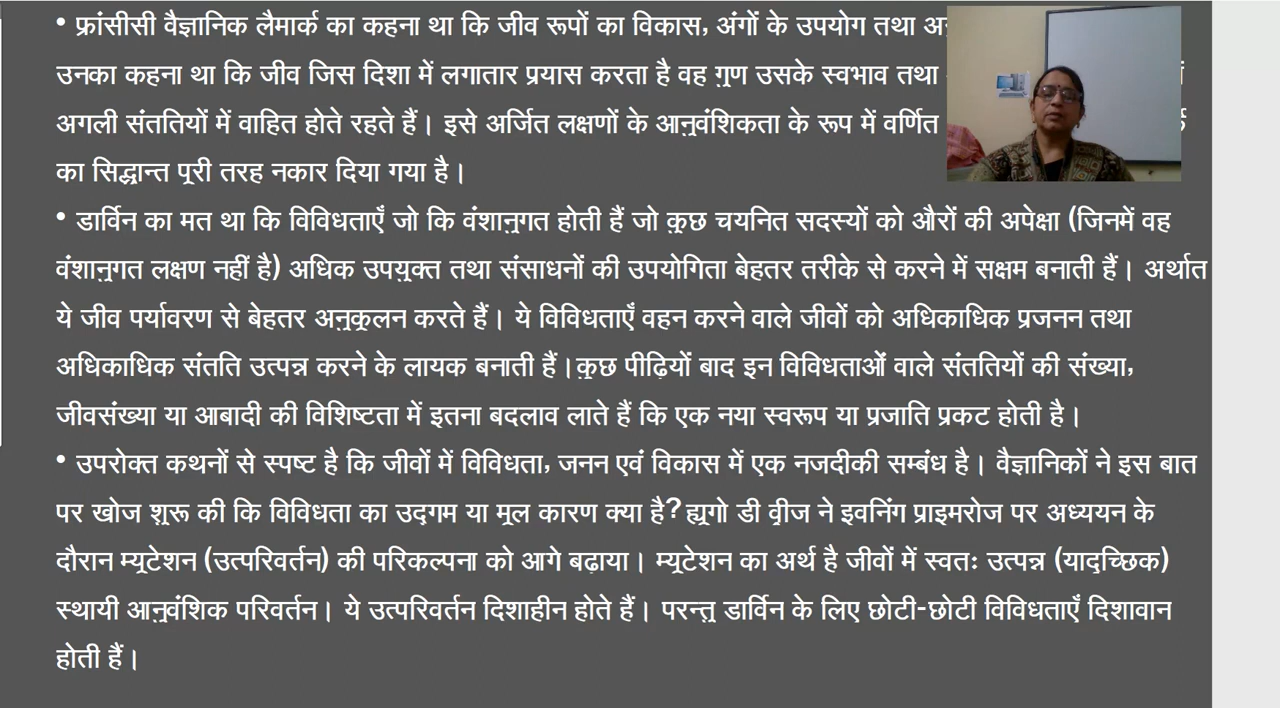 • फ्रांसीसी वैज्ञानिक लैमार्क का कहना था कि जीव रूपों का विकास, अंगों के उपयोग तथा
उनका कहना था कि जीव जिस दिशा में लगातार प्रयास करता है वह गुण उसके स्वभाव तथा
अगली संततियों में वाहित होते रहते हैं। इसे अर्जित लक्षणों के आनुवंशिकता के रूप में वर्णित
का सिद्धान्त पूरी तरह नकार दिया गया है।
• डार्विन का मत था कि विविधताएँ जो कि वंशानुगत होती हैं जो कुछ चयनित सदस्यों को औरों की अपेक्षा (जिनमें वह
वंशानुगत लक्षण नहीं है) अधिक उपयुक्त तथा संसाधनों की उपयोगिता बेहतर तरीके से करने में सक्षम बनाती हैं। अर्थात
ये जीव पर्यावरण से बेहतर अनुकूलन करते हैं। ये विविधताएँ वहन करने वाले जीवों को अधिकाधिक प्रजनन तथा
अधिकाधिक संतति उत्पन्न करने के लायक बनाती हैं।कुछ पीढ़ियों बाद इन विविधताओं वाले संततियों की संख्या,
जीवसंख्या या आबादी की विशिष्टता में इतना बदलाव लाते हैं कि एक नया स्वरूप या प्रजाति प्रकट होती है।
• उपरोक्त कथनों से स्पष्ट है कि जीवों में विविधता, जनन एवं विकास में एक नजदीकी सम्बंध है। वैज्ञानिकों ने इस बात
पर खोज शुरू की कि विविधता का उद्गम या मूल कारण क्या है?ह्यूगो डी व्रीज ने इवनिंग प्राइमरोज पर अध्ययन के
दौरान म्यूटेशन (उत्परिवर्तन) की परिकल्पना को आगे बढ़ाया। म्यूटेशन का अर्थ है जीवों में स्वतः उत्पन्न (यादृच्छिक)
स्थायी आनुवंशिक परिवर्तन। ये उत्परिवर्तन दिशाहीन होते हैं। परन्तु डार्विन के लिए छोटी-छोटी विविधताएँ दिशावान
होती हैं।